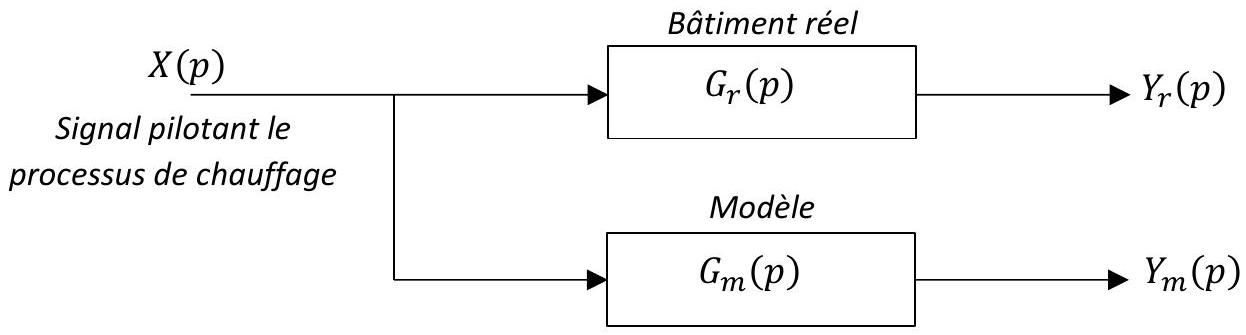 Bâtiment réel
X(p)
G_r(p)
Y_r(p)
Signal pilotant le
processus de chauffage
Modèle
G_m(p)
Y_m(p)